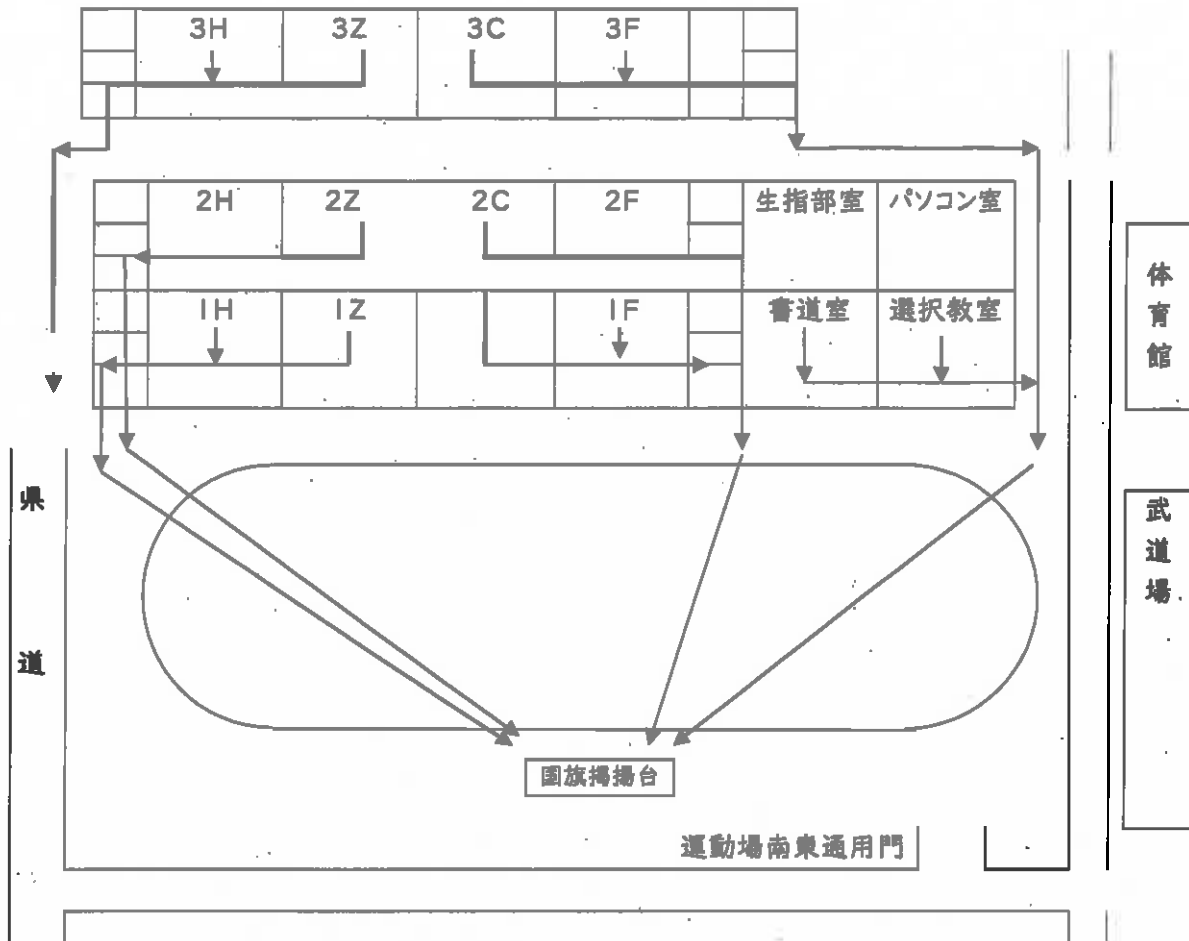 3H 3Z 3C 3F
2H 2Z 2C 2F 生指部室 パソコン室
1H 1Z 1F 書道室 選択教室
体育館
武道場
県道
国旗掲揚台
運動場南東通用門